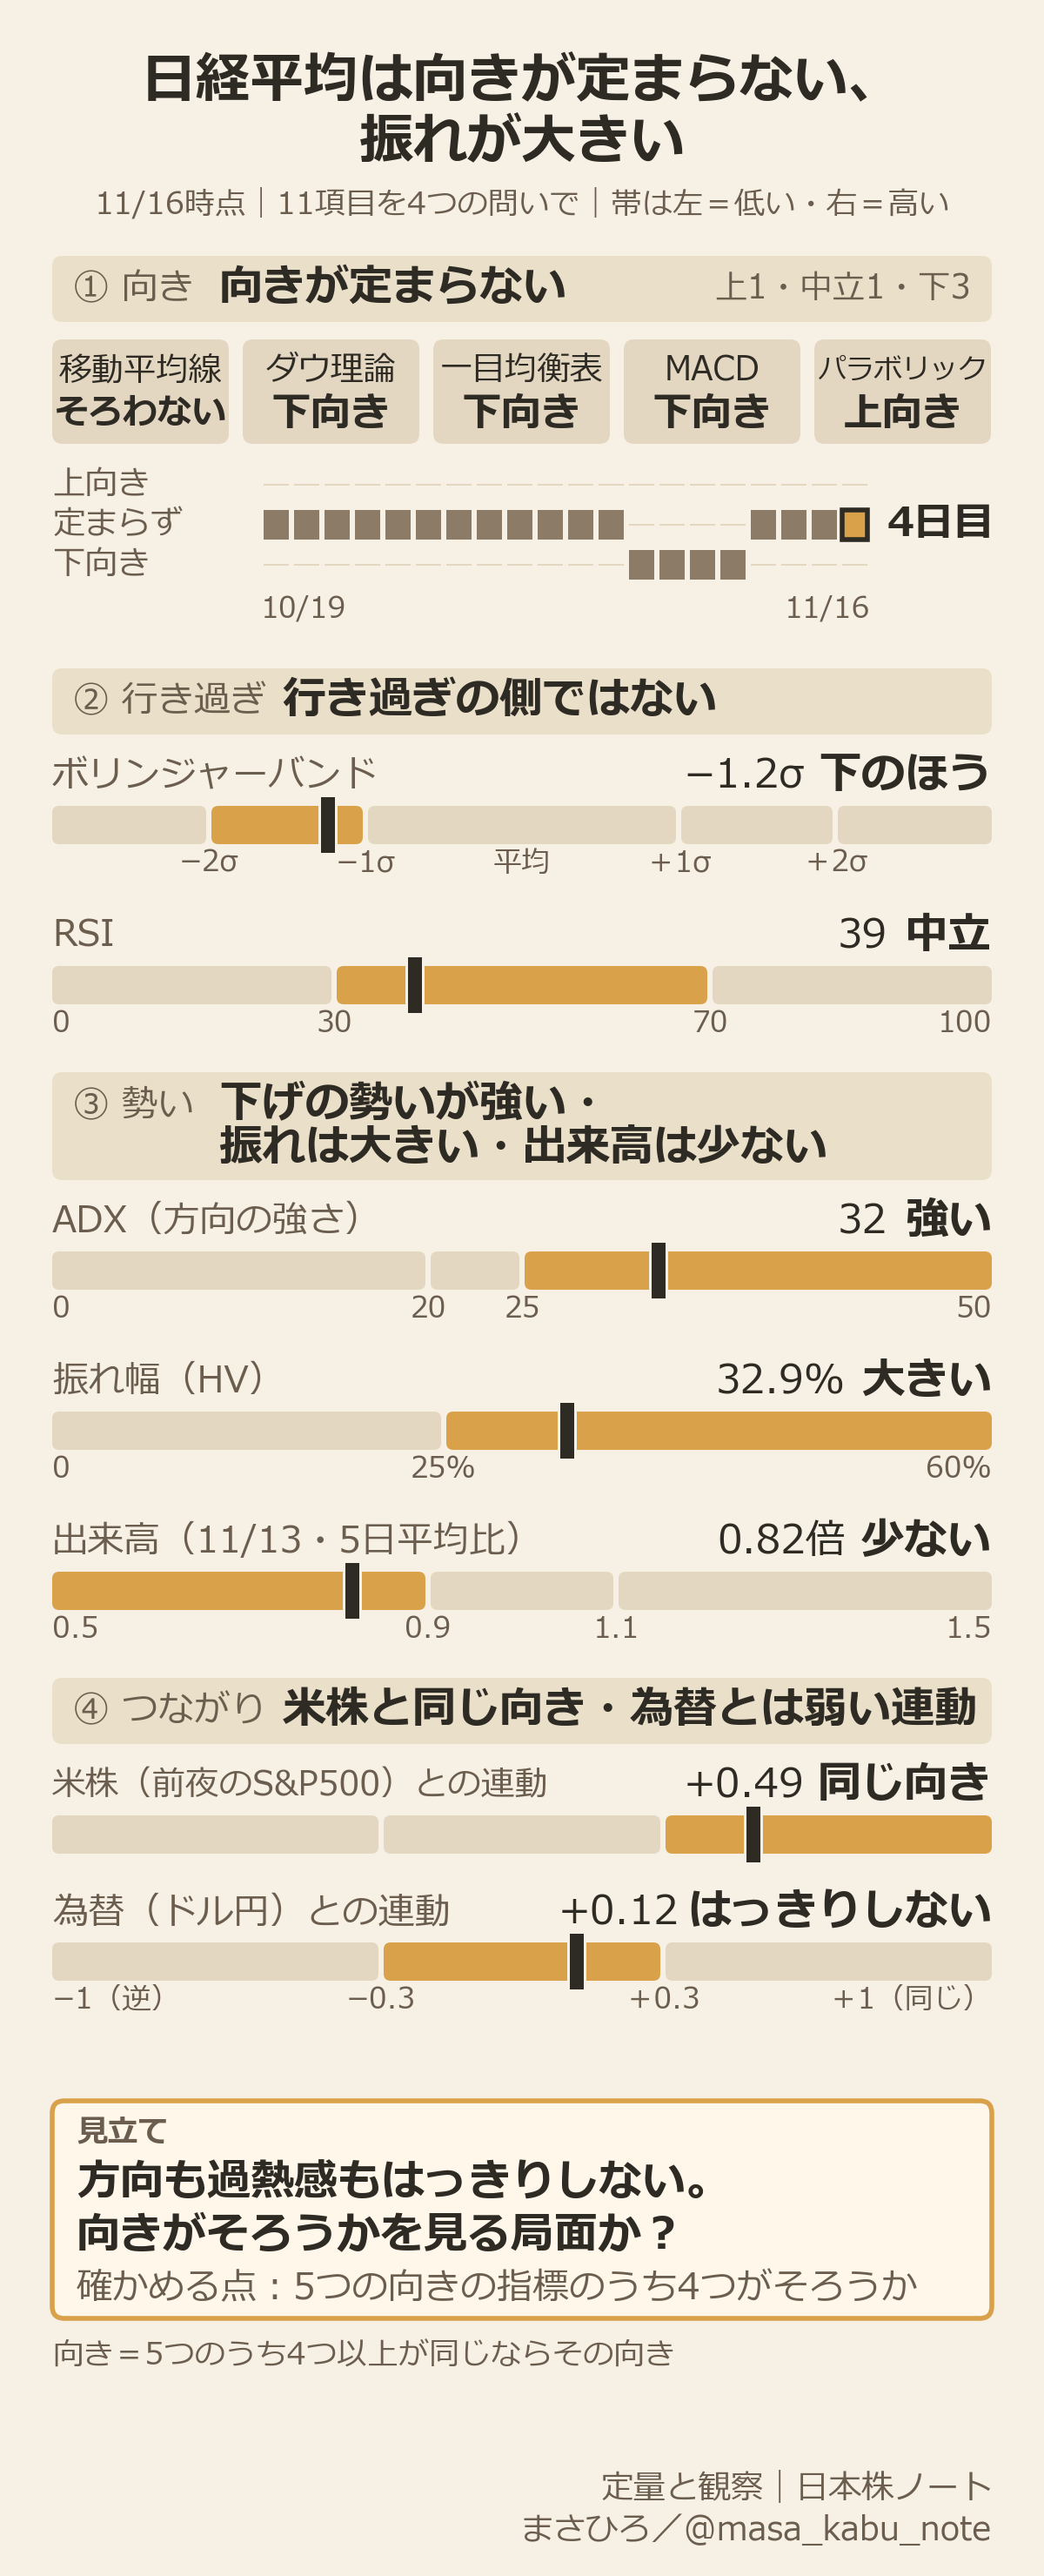 日経平均は向きが定まらない、
振れが大きい
11/16時点｜11項目を4つの問いで｜帯は左＝低い・右＝高い
① 向き 向きが定まらない 上1・中立1・下3
移動平均線 ダウ理論 一目均衡表 MACD パラボリック
そろわない 下向き 下向き 下向き 上向き
上向き
定まらず 4日目
下向き
10/19 11/16
② 行き過ぎ 行き過ぎの側ではない
ボリンジャーバンド −1.2σ 下のほう
−2σ −1σ 平均 +1σ +2σ
RSI 39 中立
0 30 70 100
③ 勢い 下げの勢いが強い・
振れは大きい・出来高は少ない
ADX（方向の強さ） 32 強い
0 20 25 50
振れ幅（HV） 32.9% 大きい
0 25% 60%
出来高（11/13・5日平均比） 0.82倍 少ない
0.5 0.9 1.1 1.5
④ つながり 米株と同じ向き・為替とは弱い連動
米株（前夜のS&P500）との連動 +0.49 同じ向き
為替（ドル円）との連動 +0.12 はっきりしない
−1（逆） −0.3 +0.3 +1（同じ）
見立て
方向も過熱感もはっきりしない。
向きがそろうかを見る局面か？
確かめる点：5つの向きの指標のうち4つがそろうか
向き＝5つのうち4つ以上が同じならその向き
定量と観察｜日本株ノート
まさひろ／@masa_kabu_note